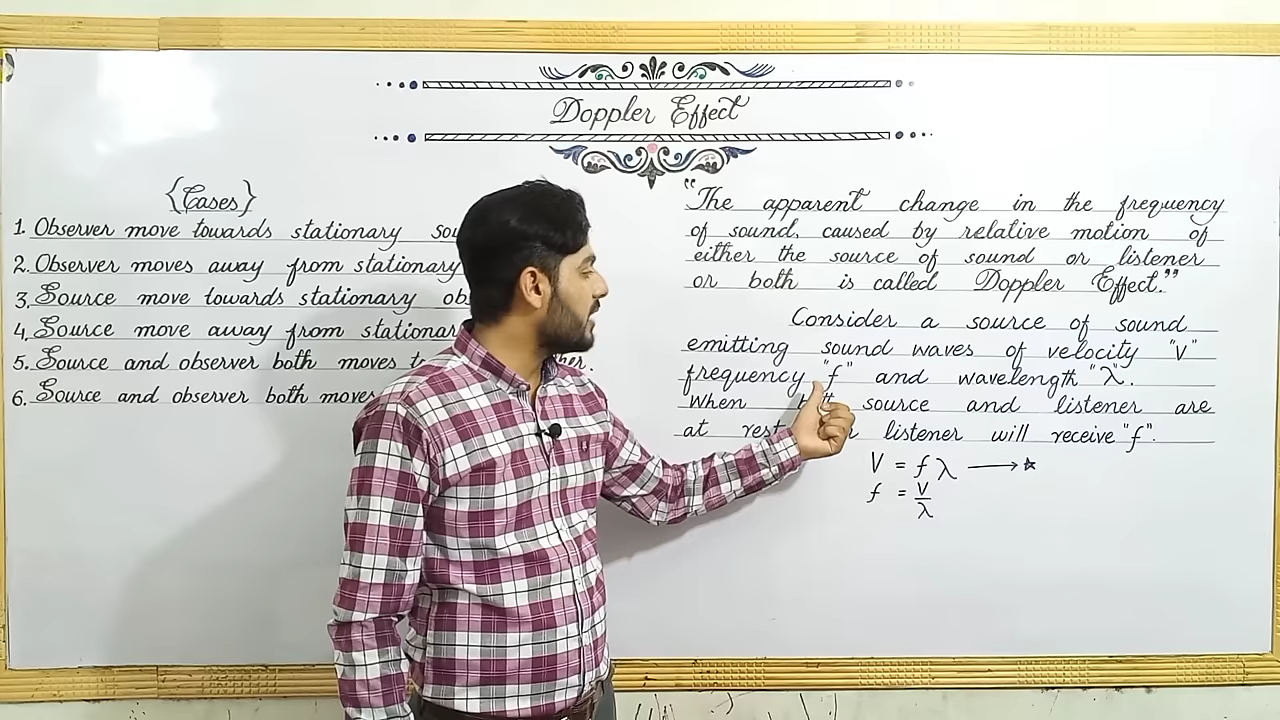 Doppler Effect
{Cases}
1. Observer move towards stationary
2. Observer moves away from stationary
3. Source move towards stationary
4. Source move away from
5. Source and observer both moves
6. Source and observer both moves
"The apparent change in the frequency
of sound, caused by relative motion of
either the source of sound or listener
or both is called Doppler Effect."
Consider a source of sound
emitting sound waves of velocity "V"
frequency "f" and wavelength "λ".
When source and listener are
at rest listener will receive "f".
V = fλ ⟶ ☆
f = V/λ